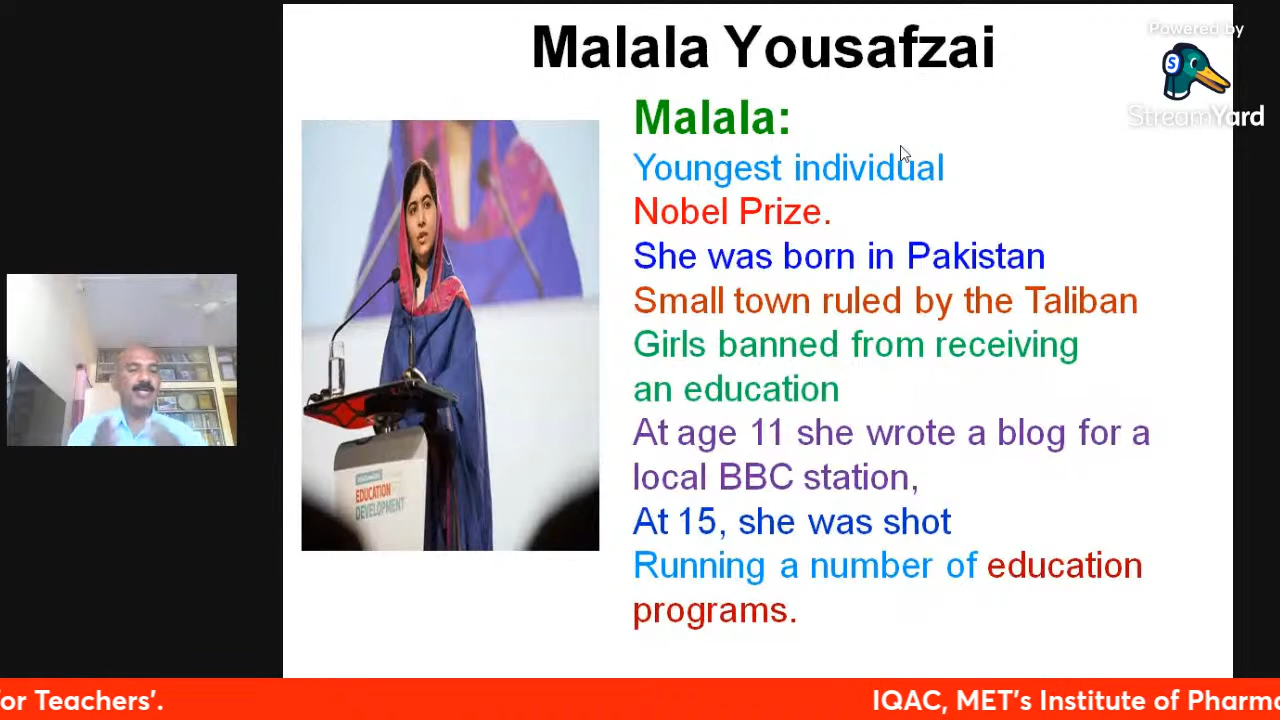 Malala Yousafzai
Powered by
StreamYard
Malala:
Youngest individual
Nobel Prize.
She was born in Pakistan
Small town ruled by the Taliban
Girls banned from receiving
an education
At age 11 she wrote a blog for a
local BBC station,
At 15, she was shot
Running a number of education
programs.
EDUCATION
DEVELOPMENT
or Teachers'.
IQAC, MET's Institute of Pharma